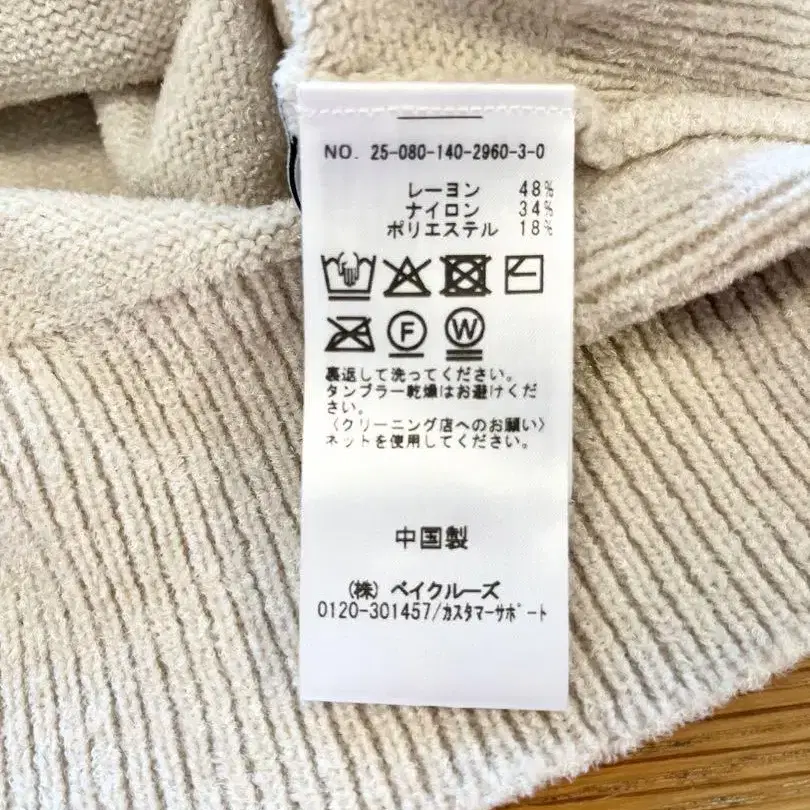 NO. 25-080-140-2960-3-0
レーヨン 48%
ナイロン 34%
ポリエステル 18%
F W
裏返して洗ってください。
タンブラー乾燥はお避けくだ
さい。
〈クリーニング店へのお願い〉
ネットを使用してください。
中国製
(株) ベイクルーズ
0120-301457/ｶｽﾀﾏｰｻﾎﾟｰﾄ